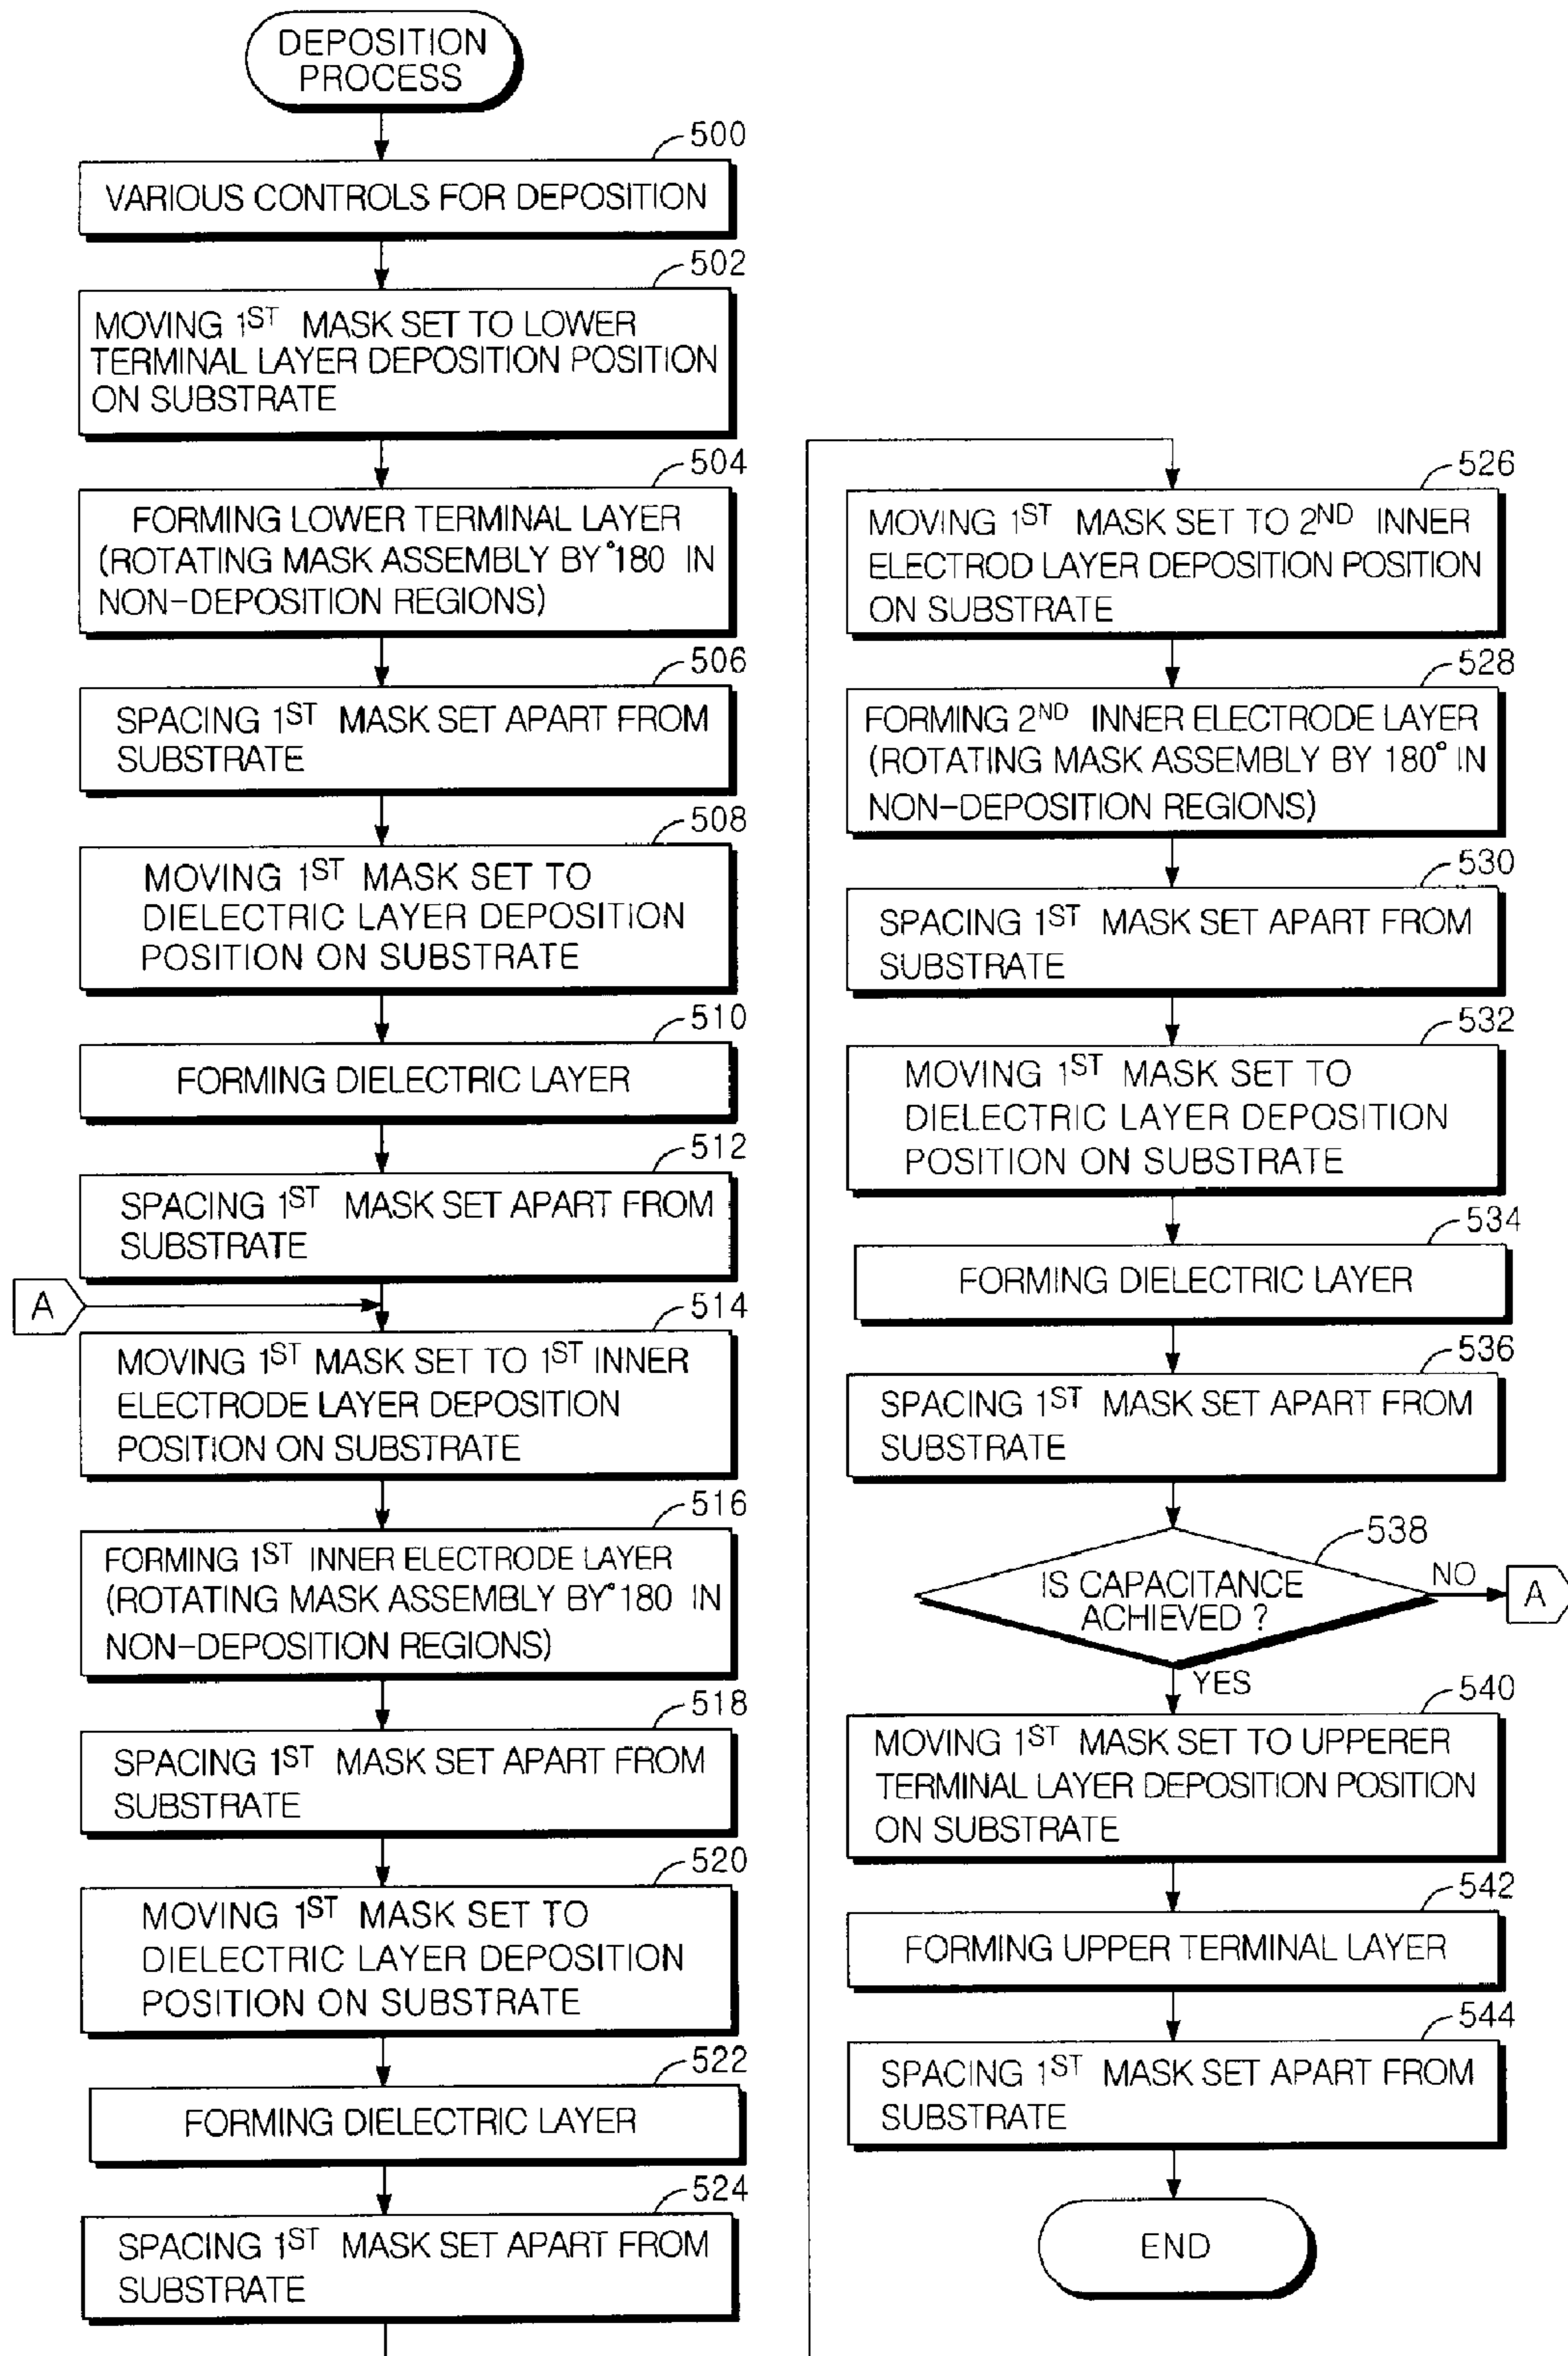 DEPOSITION
PROCESS
500
VARIOUS CONTROLS FOR DEPOSITION
502
MOVING 1ST MASK SET TO LOWER
TERMINAL LAYER DEPOSITION POSITION
ON SUBSTRATE
504
FORMING LOWER TERMINAL LAYER
(ROTATING MASK ASSEMBLY BY°180 IN
NON-DEPOSITION REGIONS)
506
SPACING 1ST MASK SET APART FROM
SUBSTRATE
508
MOVING 1ST MASK SET TO
DIELECTRIC LAYER DEPOSITION
POSITION ON SUBSTRATE
510
FORMING DIELECTRIC LAYER
512
SPACING 1ST MASK SET APART FROM
SUBSTRATE
A
514
MOVING 1ST MASK SET TO 1ST INNER
ELECTRODE LAYER DEPOSITION
POSITION ON SUBSTRATE
516
FORMING 1ST INNER ELECTRODE LAYER
(ROTATING MASK ASSEMBLY BY°180 IN
NON-DEPOSITION REGIONS)
518
SPACING 1ST MASK SET APART FROM
SUBSTRATE
520
MOVING 1ST MASK SET TO
DIELECTRIC LAYER DEPOSITION
POSITION ON SUBSTRATE
522
FORMING DIELECTRIC LAYER
524
SPACING 1ST MASK SET APART FROM
SUBSTRATE
526
MOVING 1ST MASK SET TO 2ND INNER
ELECTROD LAYER DEPOSITION POSITION
ON SUBSTRATE
528
FORMING 2ND INNER ELECTRODE LAYER
(ROTATING MASK ASSEMBLY BY 180° IN
NON-DEPOSITION REGIONS)
530
SPACING 1ST MASK SET APART FROM
SUBSTRATE
532
MOVING 1ST MASK SET TO
DIELECTRIC LAYER DEPOSITION
POSITION ON SUBSTRATE
534
FORMING DIELECTRIC LAYER
536
SPACING 1ST MASK SET APART FROM
SUBSTRATE
538
IS CAPACITANCE
ACHIEVED ?
NO
A
YES
540
MOVING 1ST MASK SET TO UPPERER
TERMINAL LAYER DEPOSITION POSITION
ON SUBSTRATE
542
FORMING UPPER TERMINAL LAYER
544
SPACING 1ST MASK SET APART FROM
SUBSTRATE
END